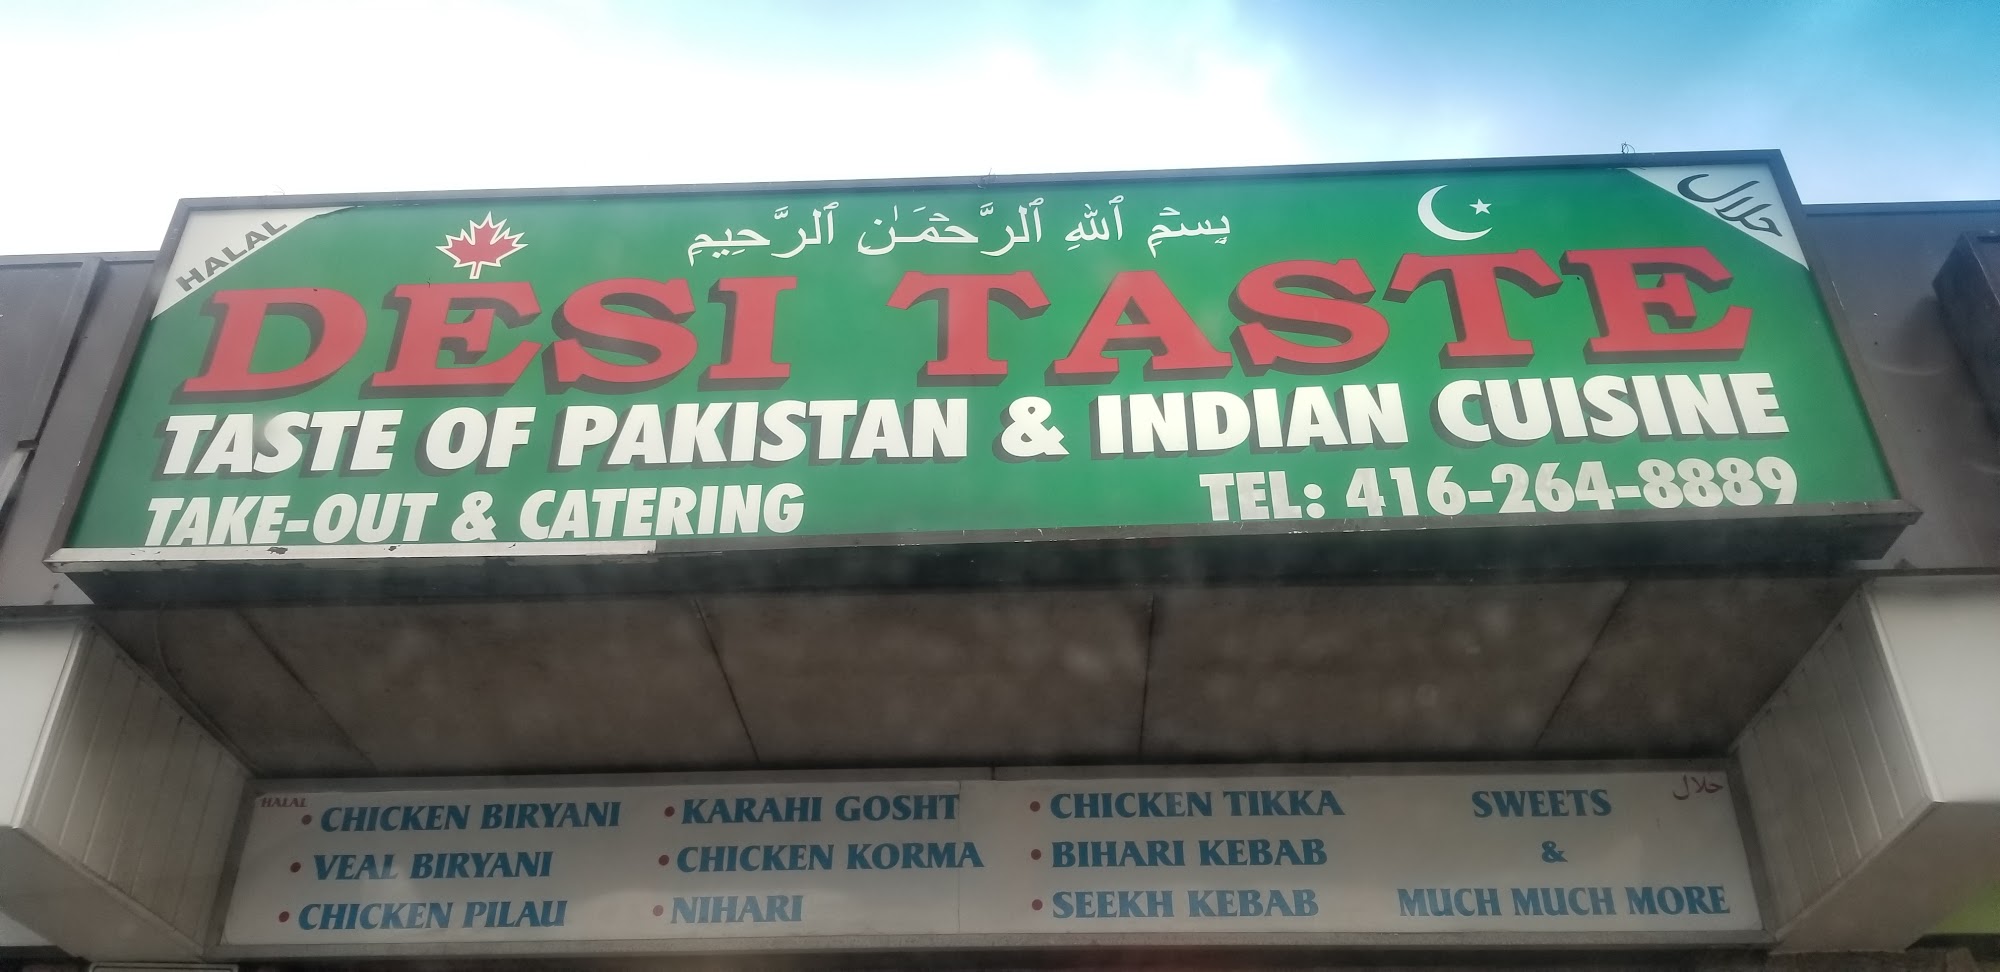 HALAL
بِسْمِ ٱللهِ ٱلرَّحْمَـٰنِ ٱلرَّحِيمِ
حلال
DESI TASTE
TASTE OF PAKISTAN & INDIAN CUISINE
TAKE-OUT & CATERING
TEL: 416-264-8889
HALAL
حلال
• CHICKEN BIRYANI
• VEAL BIRYANI
• CHICKEN PILAU
• KARAHI GOSHT
• CHICKEN KORMA
• NIHARI
• CHICKEN TIKKA
• BIHARI KEBAB
• SEEKH KEBAB
SWEETS
&
MUCH MUCH MORE